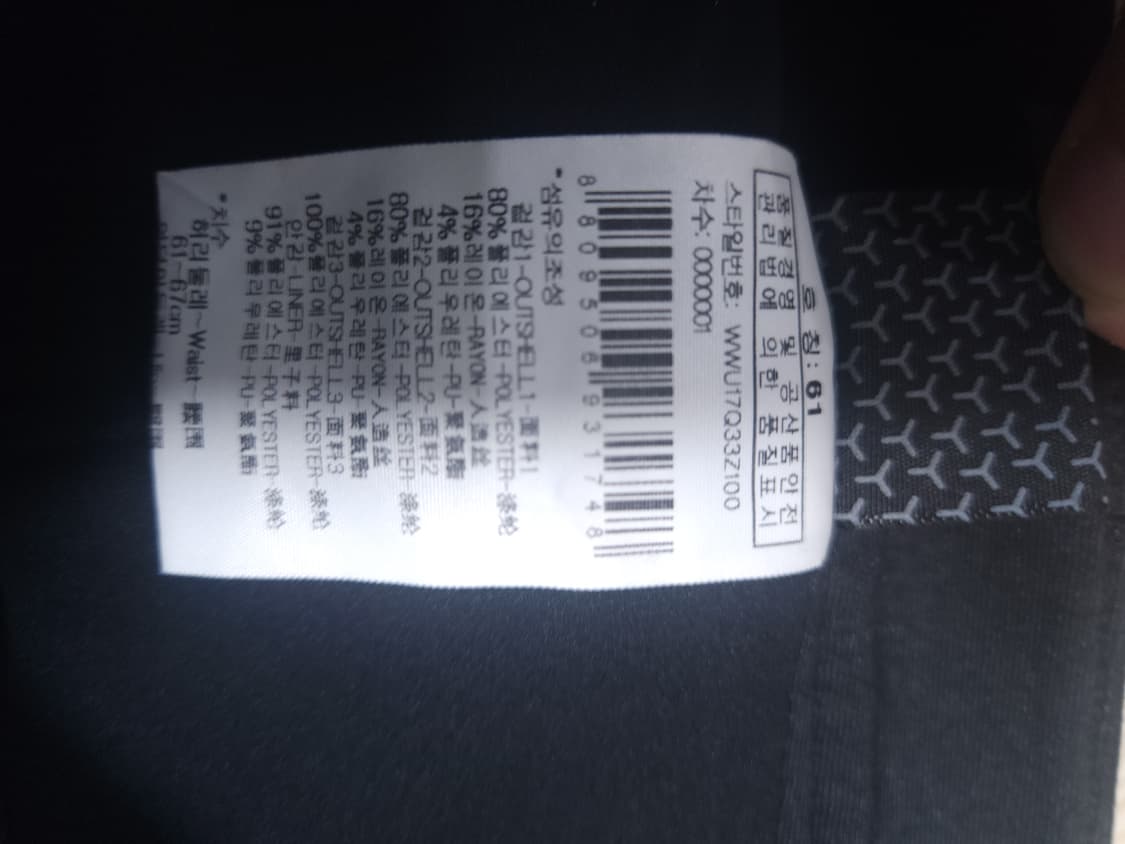 호 칭: 61
품 질 경 영 및 공 산 품 안 전
관 리 법 에 의 한 품 질 표 시
스타일번호: WWU17Q33Z100
차수: 0000001
8 809506 931748
*섬유의조성
겉감1-OUTSHELL1-面料1
80% 폴리에스터-POLYESTER-涤纶
16%레이온-RAYON-人造丝
4% 폴리우레탄-PU-聚氨酯
겉감2-OUTSHELL2-面料2
80% 폴리에스터-POLYESTER-涤纶
16%레이온-RAYON-人造丝
4% 폴리우레탄-PU-聚氨酯
겉감3-OUTSHELL3-面料3
100%폴리에스터-POLYESTER-涤纶
안감-LINER-里子料
91%폴리에스터-POLYESTER-涤纶
9% 폴리우레탄-PU-聚氨酯
*치수
허리둘레-Waist 腰围
61~67cm